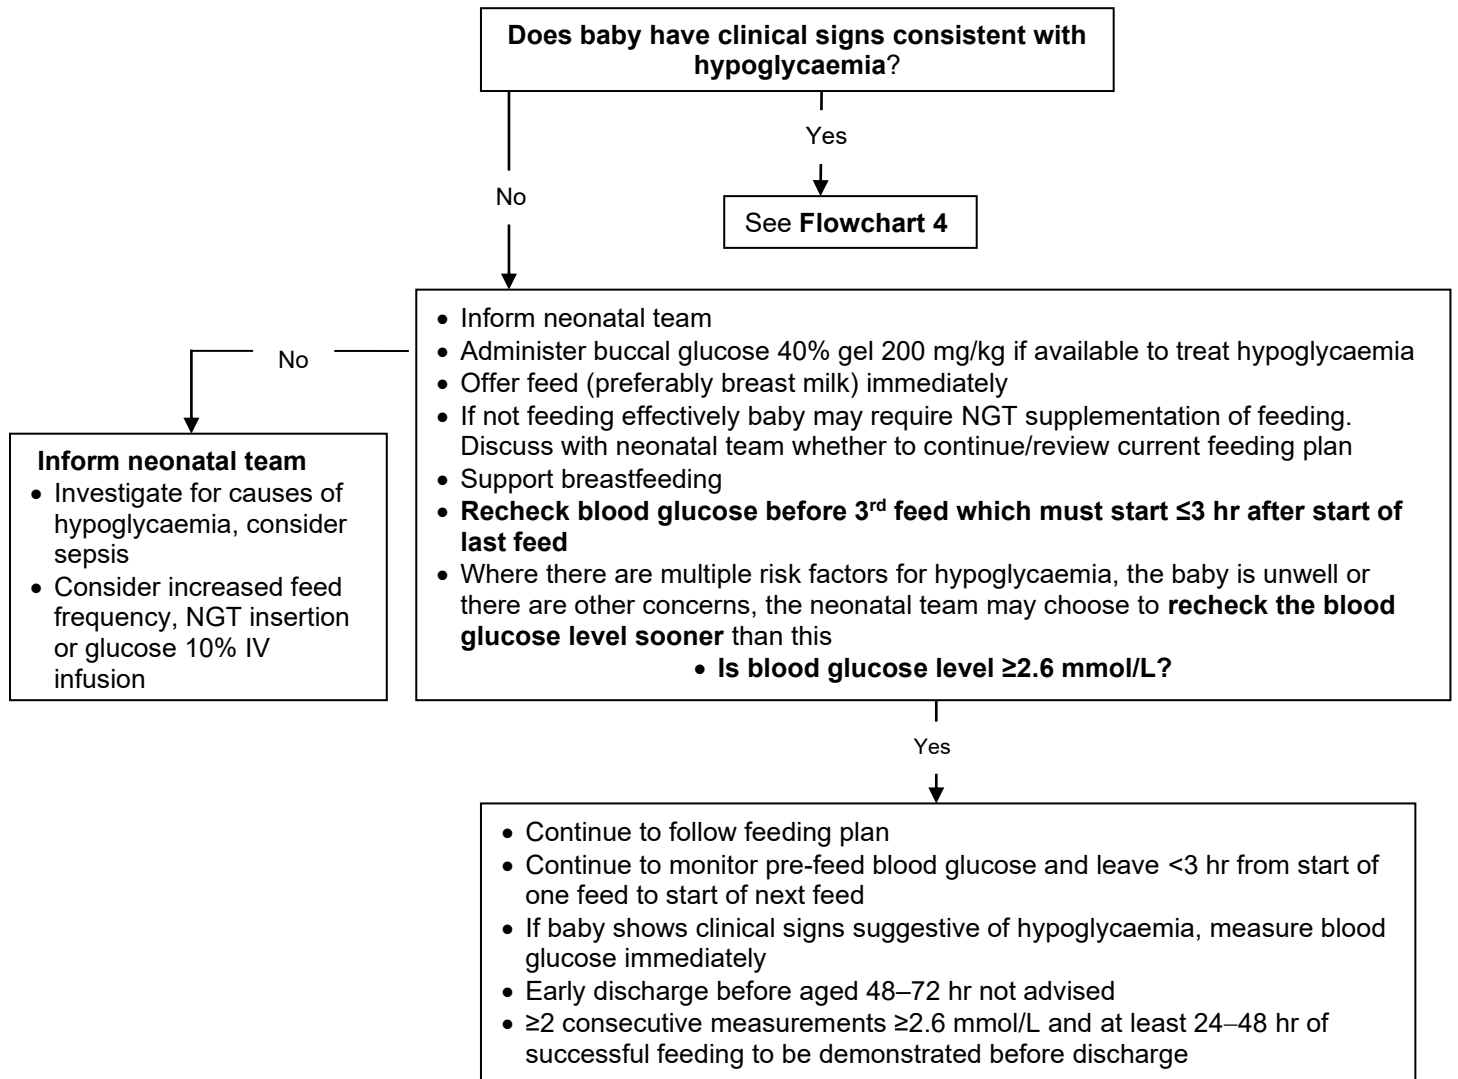 Does baby have clinical signs consistent with
hypoglycaemia?
Yes
No
See Flowchart 4
• Inform neonatal team
• Administer buccal glucose 40% gel 200 mg/kg if available to treat hypoglycaemia
• Offer feed (preferably breast milk) immediately
• If not feeding effectively baby may require NGT supplementation of feeding.
Discuss with neonatal team whether to continue/review current feeding plan
• Support breastfeeding
• Recheck blood glucose before 3rd feed which must start ≤3 hr after start of
last feed
• Where there are multiple risk factors for hypoglycaemia, the baby is unwell or
there are other concerns, the neonatal team may choose to recheck the blood
glucose level sooner than this
• Is blood glucose level ≥2.6 mmol/L?
No
Inform neonatal team
• Investigate for causes of
hypoglycaemia, consider
sepsis
• Consider increased feed
frequency, NGT insertion
or glucose 10% IV
infusion
Yes
• Continue to follow feeding plan
• Continue to monitor pre-feed blood glucose and leave <3 hr from start of
one feed to start of next feed
• If baby shows clinical signs suggestive of hypoglycaemia, measure blood
glucose immediately
• Early discharge before aged 48–72 hr not advised
• ≥2 consecutive measurements ≥2.6 mmol/L and at least 24–48 hr of
successful feeding to be demonstrated before discharge